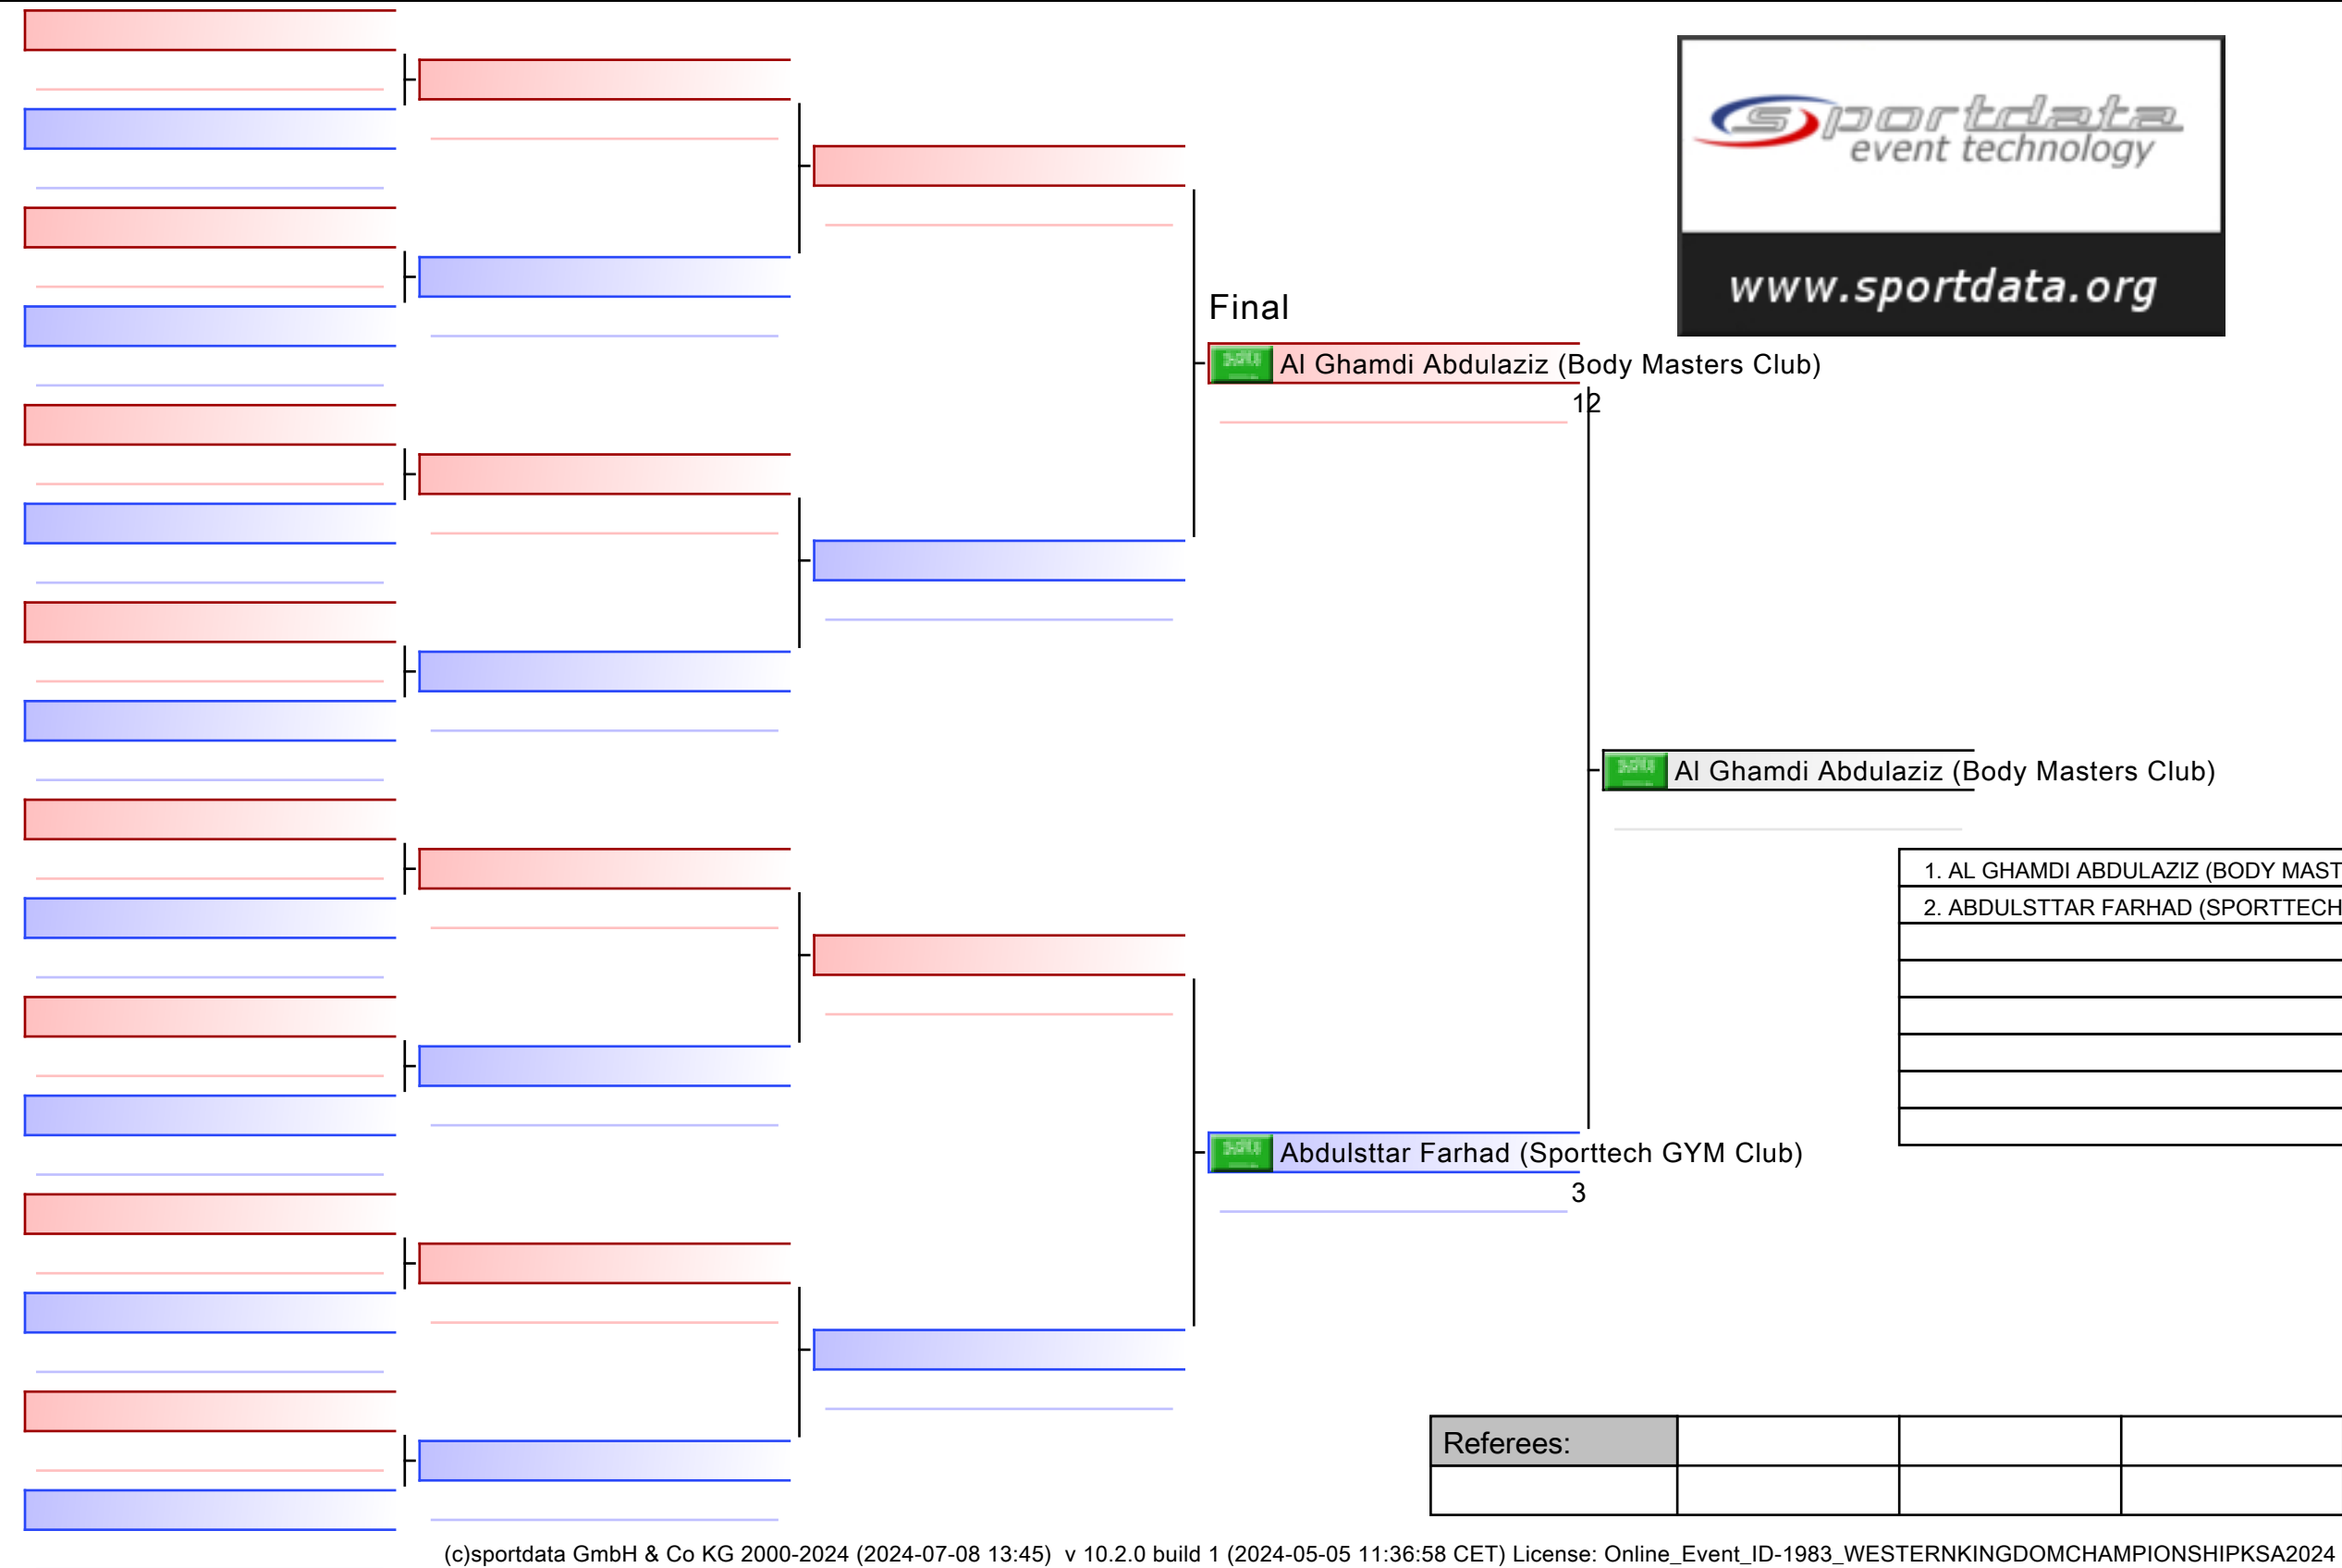 sportdata
event technology
www.sportdata.org
Final
Al Ghamdi Abdulaziz (Body Masters Club)
12
Al Ghamdi Abdulaziz (Body Masters Club)
1. AL GHAMDI ABDULAZIZ (BODY MAST
2. ABDULSTTAR FARHAD (SPORTTECH
Abdulsttar Farhad (Sporttech GYM Club)
3
Referees:
(c)sportdata GmbH & Co KG 2000-2024 (2024-07-08 13:45) v 10.2.0 build 1 (2024-05-05 11:36:58 CET) License: Online_Event_ID-1983_WESTERNKINGDOMCHAMPIONSHIPKSA2024